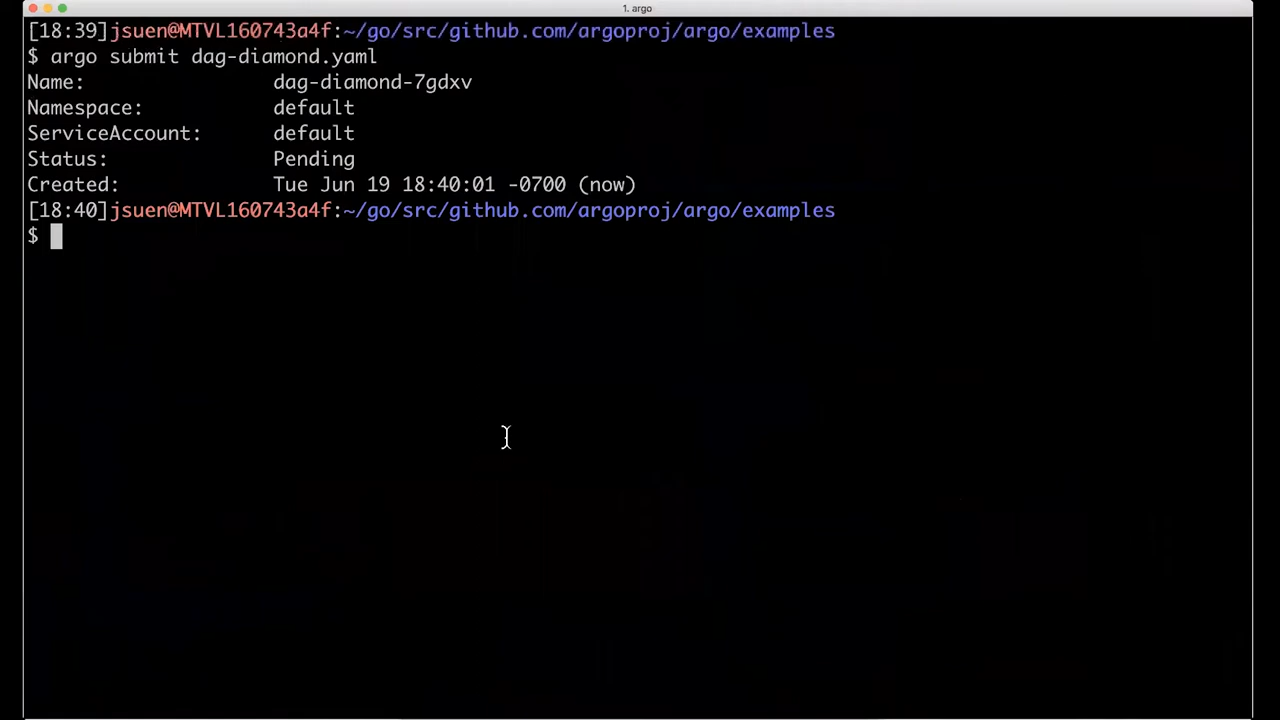 1. argo
[18:39]jsuen@MTVL160743a4f:~/go/src/github.com/argoproj/argo/examples
$ argo submit dag-diamond.yaml
Name: dag-diamond-7gdxv
Namespace: default
ServiceAccount: default
Status: Pending
Created: Tue Jun 19 18:40:01 -0700 (now)
[18:40]jsuen@MTVL160743a4f:~/go/src/github.com/argoproj/argo/examples
$